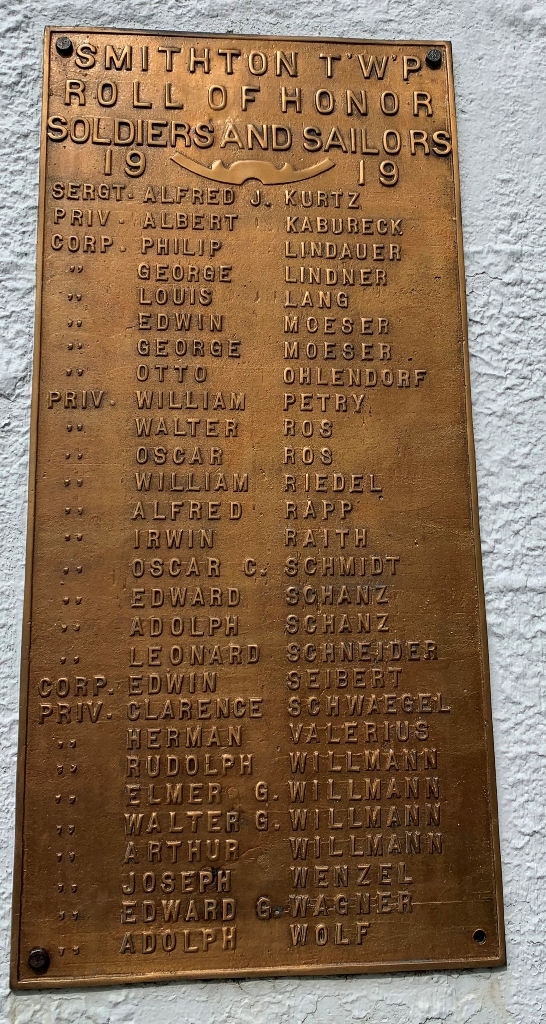 SMITHTON T'W'P
ROLL OF HONOR
SOLDIERS AND SAILORS
19 19
SERGT. ALFRED J. KURTZ
PRIV. ALBERT KABURECK
CORP. PHILIP LINDAUER
" GEORGE LINDNER
" LOUIS LANG
" EDWIN MOESER
" GEORGE MOESER
" OTTO OHLENDORF
PRIV. WILLIAM PETRY
" WALTER ROS
" OSCAR ROS
" WILLIAM RIEDEL
" ALFRED RAPP
" IRWIN RAITH
" OSCAR C. SCHMIDT
" EDWARD SCHANZ
" ADOLPH SCHANZ
" LEONARD SCHNEIDER
CORP. EDWIN SEIBERT
PRIV. CLARENCE SCHWAEGEL
" HERMAN VALERIUS
" RUDOLPH WILLMANN
" ELMER G. WILLMANN
" WALTER G. WILLMANN
" ARTHUR WILLMANN
" JOSEPH WENZEL
" EDWARD G. WAGNER
" ADOLPH WOLF